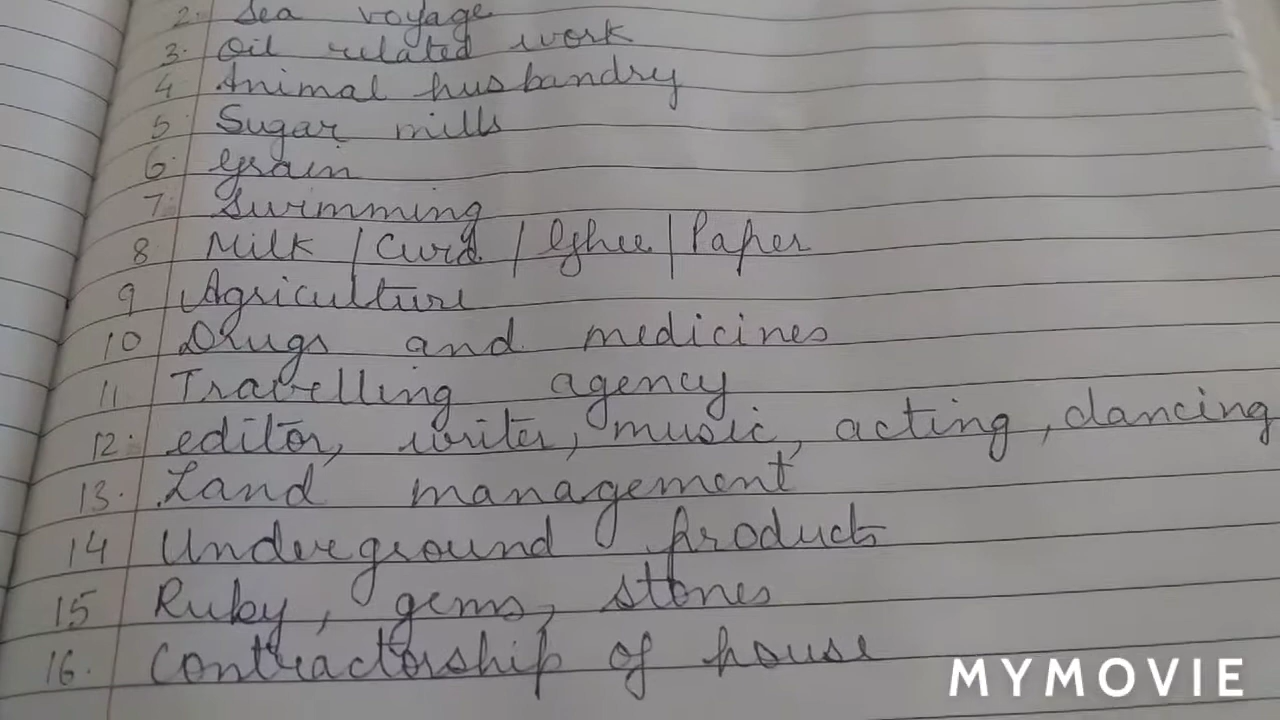 2. Sea voyage
3. Oil related work
4 Animal husbandry
5 Sugar mills
6. Grain
7. Swimming
8 Milk / Curd / Ghee / Paper
9 Agriculture
10 Drugs and medicines
11 Travelling agency
12. editor, writer, music, acting, dancing
13. Land management
14 Underground product
15 Ruby, gems, stones
16. Contractorship of house
MYMOVIE